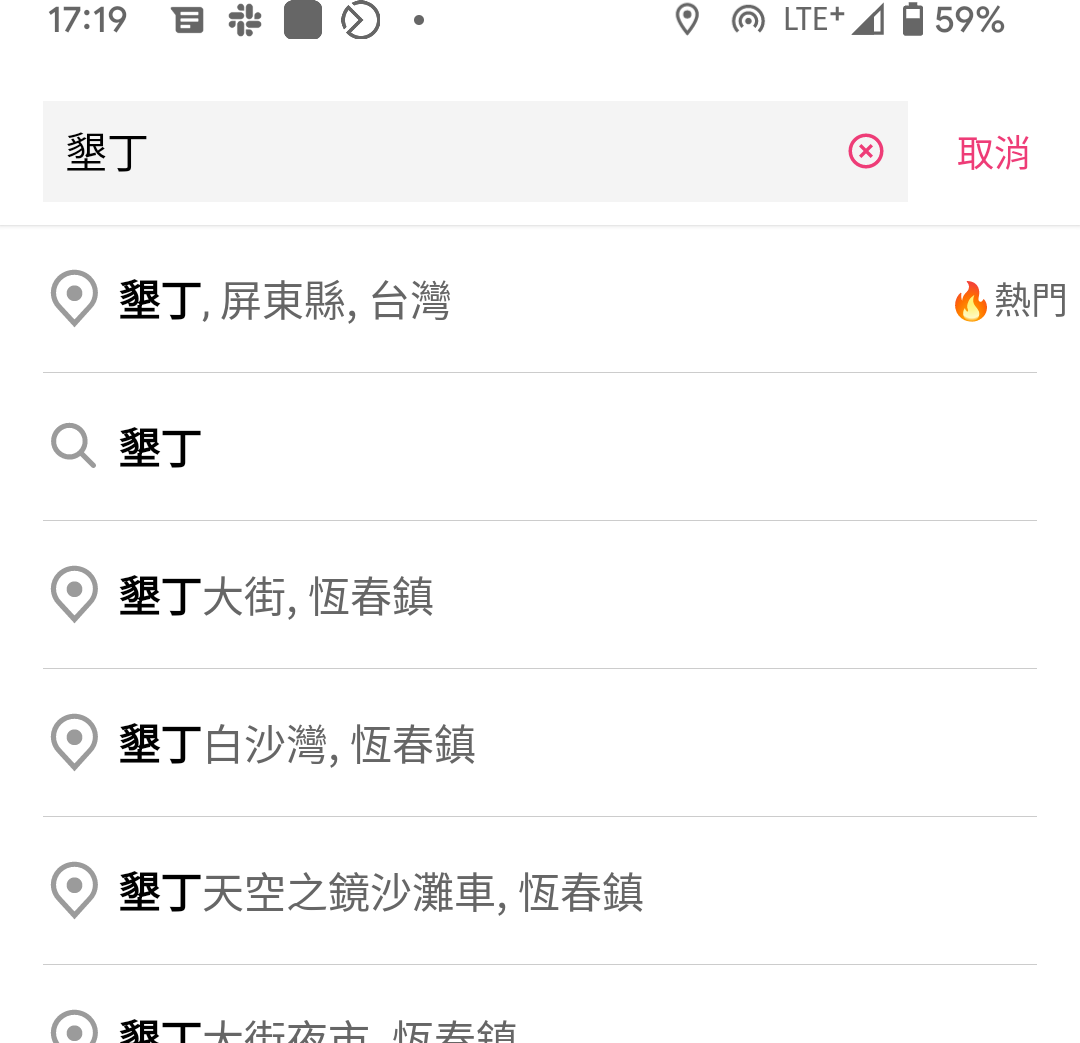 17:19 LTE+ 59%
墾丁 取消
墾丁, 屏東縣, 台灣 🔥熱門
墾丁
墾丁大街, 恆春鎮
墾丁白沙灣, 恆春鎮
墾丁天空之鏡沙灘車, 恆春鎮
墾丁大街夜市, 恆春鎮